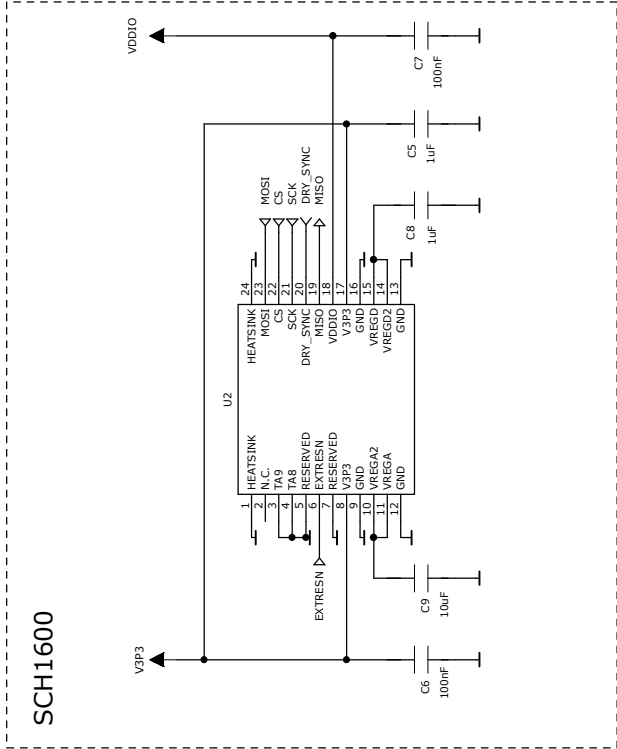 SCH1600
V3P3
VDDIO
U2
1 HEATSINK
2 N.C.
3 TA9
4 TA8
5 RESERVED
EXTRESN 6 EXTRESN
7 RESERVED
8 V3P3
9 GND
10 VREGA2
11 VREGA
12 GND
HEATSINK 24
MOSI 23 MOSI
CS 22 CS
SCK 21 SCK
DRY_SYNC 20 DRY_SYNC
MISO 19 MISO
VDDIO 18
V3P3 17
GND 16
VREGD 15
VREGD2 14
GND 13
C6
100nF
C9
10uF
C8
1uF
C5
1uF
C7
100nF